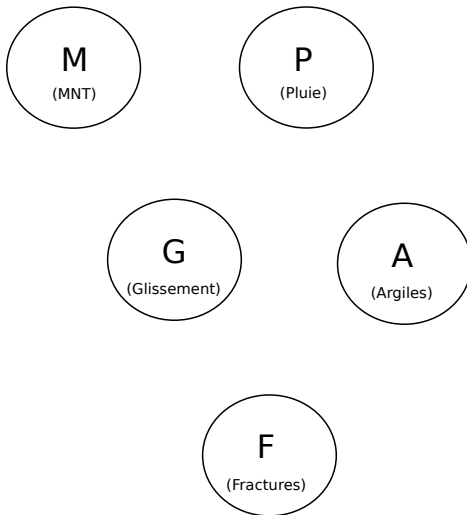 M
(MNT)
P
(Pluie)
G
(Glissement)
A
(Argiles)
F
(Fractures)